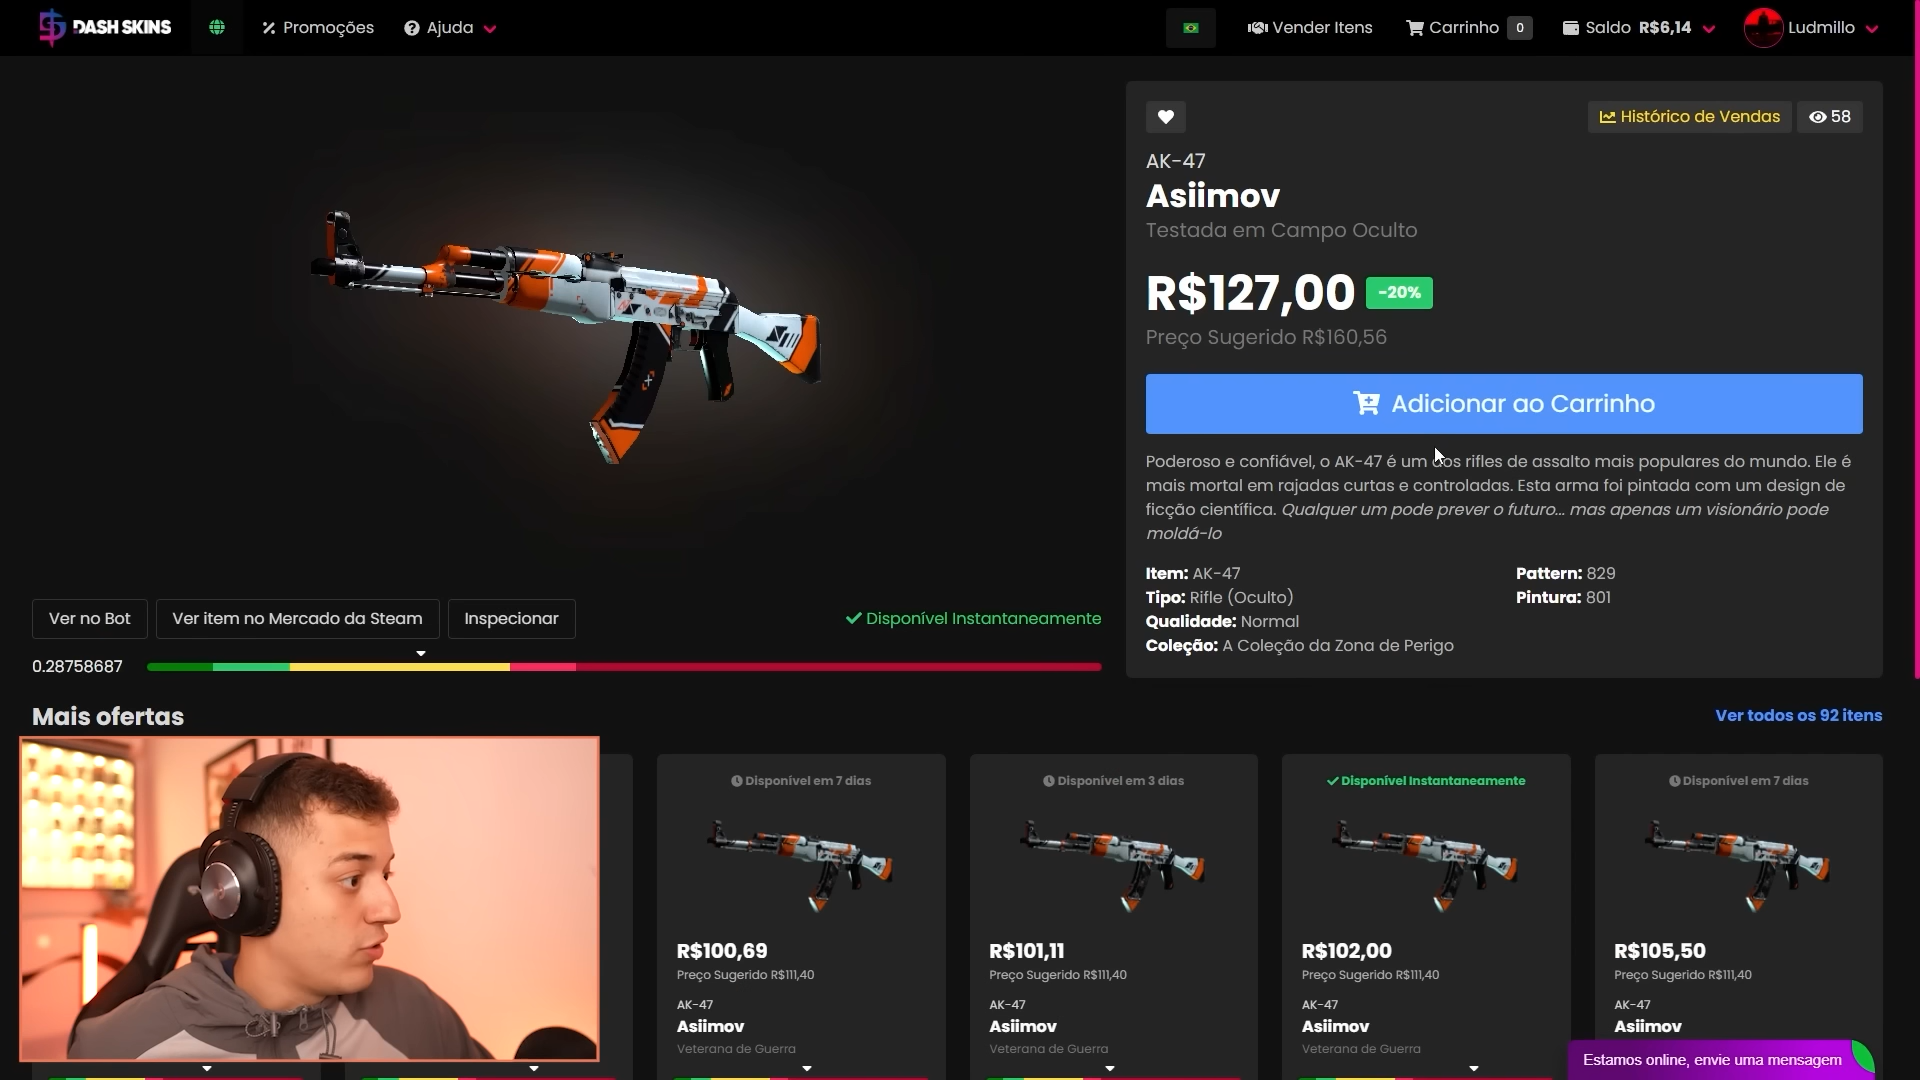 DASH SKINS
Promoções
Ajuda
Vender Itens
Carrinho 0
Saldo R$6,14
Ludmillo
Histórico de Vendas
58
AK-47
Asiimov
Testada em Campo Oculto
R$127,00 -20%
Preço Sugerido R$160,56
Adicionar ao Carrinho
Poderoso e confiável, o AK-47 é um dos rifles de assalto mais populares do mundo. Ele é
mais mortal em rajadas curtas e controladas. Esta arma foi pintada com um design de
ficção científica. Qualquer um pode prever o futuro... mas apenas um visionário pode
moldá-lo
Item: AK-47
Pattern: 829
Tipo: Rifle (Oculto)
Pintura: 801
Qualidade: Normal
Coleção: A Coleção da Zona de Perigo
Ver no Bot
Ver item no Mercado da Steam
Inspecionar
Disponível Instantaneamente
0.28758687
Mais ofertas
Ver todos os 92 itens
Disponível em 7 dias
R$100,69
Preço Sugerido R$111,40
AK-47
Asiimov
Veterana de Guerra
Disponível em 3 dias
R$101,11
Preço Sugerido R$111,40
AK-47
Asiimov
Veterana de Guerra
Disponível Instantaneamente
R$102,00
Preço Sugerido R$111,40
AK-47
Asiimov
Veterana de Guerra
Disponível em 7 dias
R$105,50
Preço Sugerido R$111,40
AK-47
Asiimov
Estamos online, envie uma mensagem